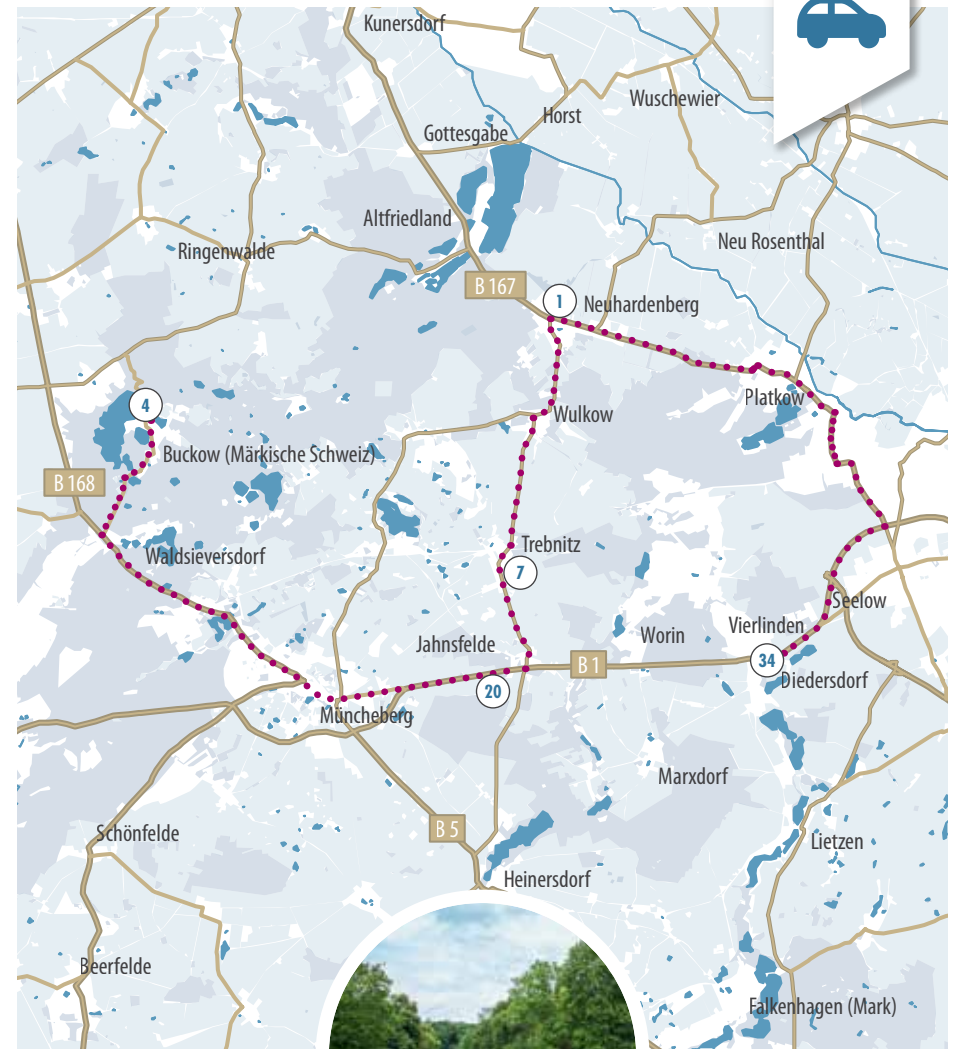 Kunersdorf
Wuschewier
Horst
Gottesgabe
Altfriedland
Neu Rosenthal
Ringenwalde
B 167
1
Neuhardenberg
Platkow
4
Wulkow
Buckow (Märkische Schweiz)
B 168
Trebnitz
Waldsieversdorf
7
Seelow
Vierlinden
Worin
Jahnsfelde
34
B 1
Diedersdorf
20
Müncheberg
Marxdorf
B 5
Schönfelde
Lietzen
Heinersdorf
Beerfelde
Falkenhagen (Mark)